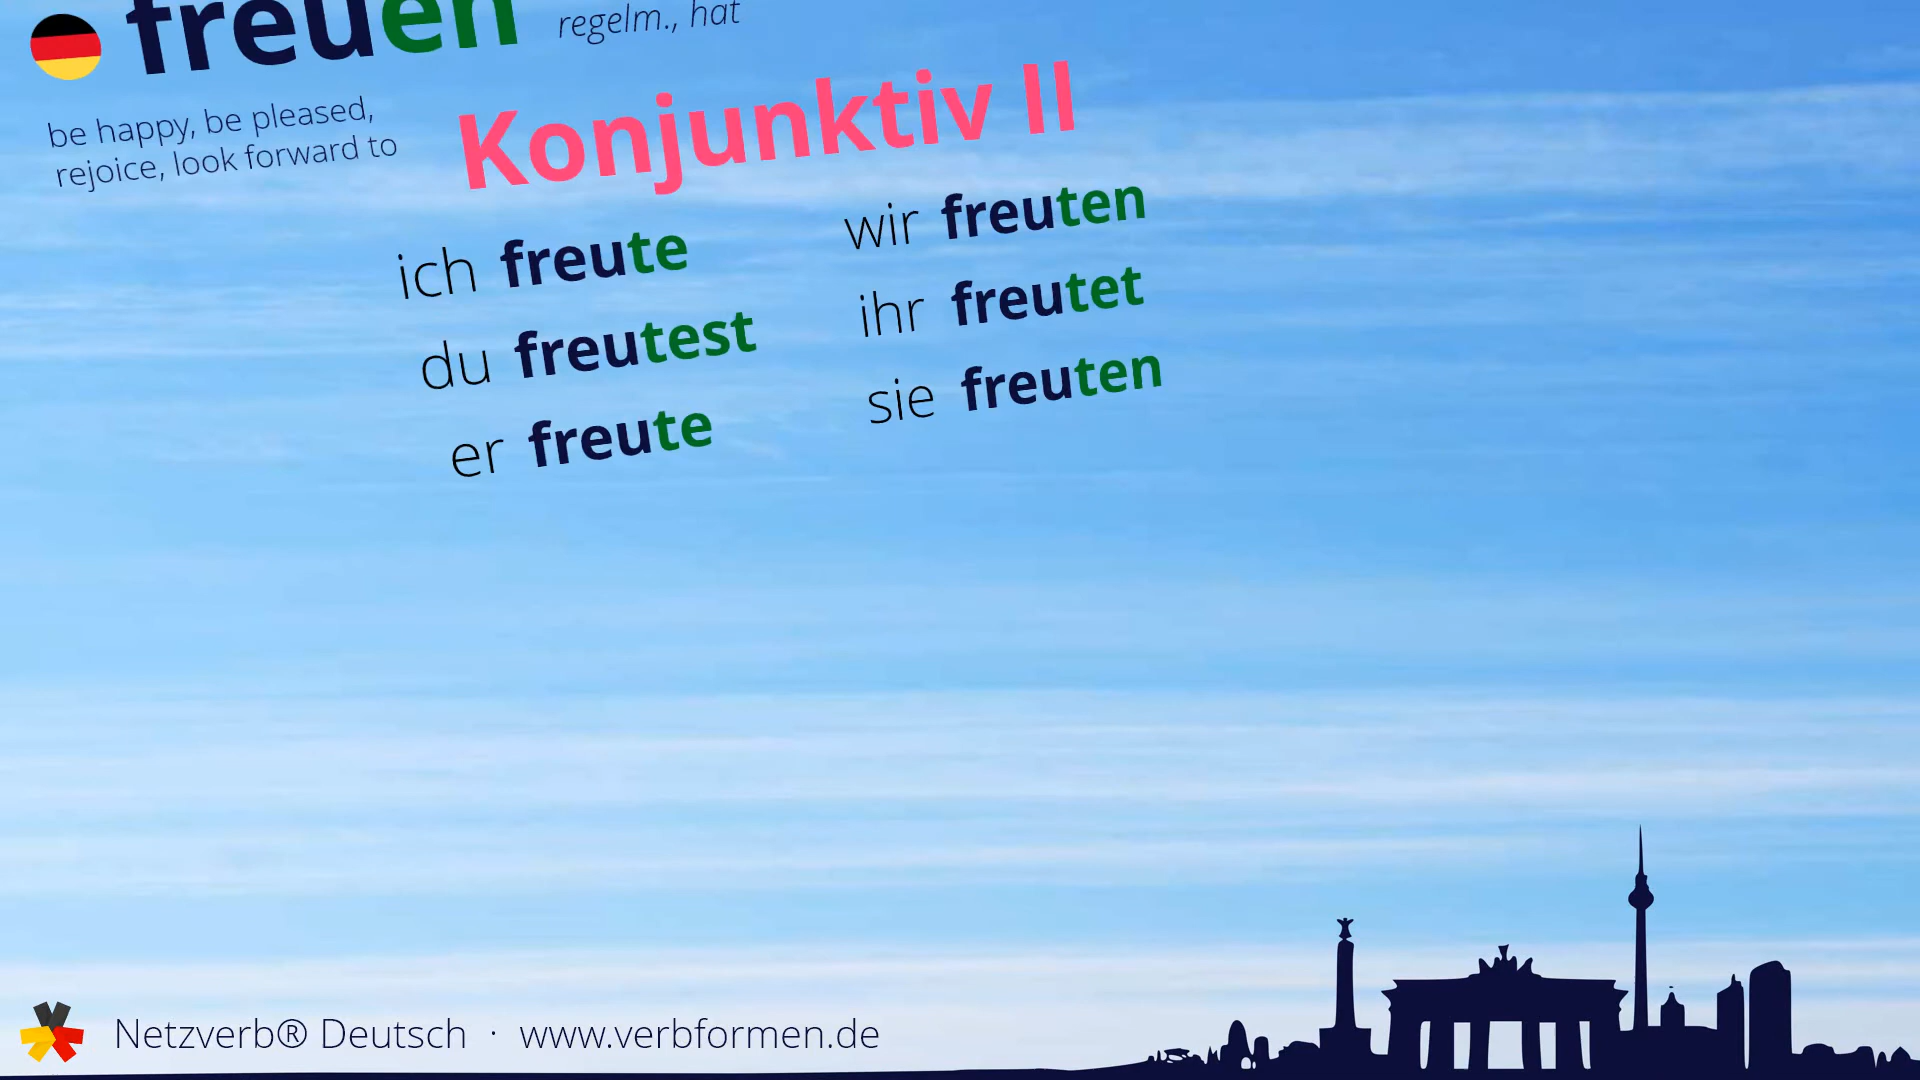 freuen regelm., hat
be happy, be pleased,
rejoice, look forward to
Konjunktiv II
ich freute
du freutest
er freute
wir freuten
ihr freutet
sie freuten
Netzverb® Deutsch · www.verbformen.de